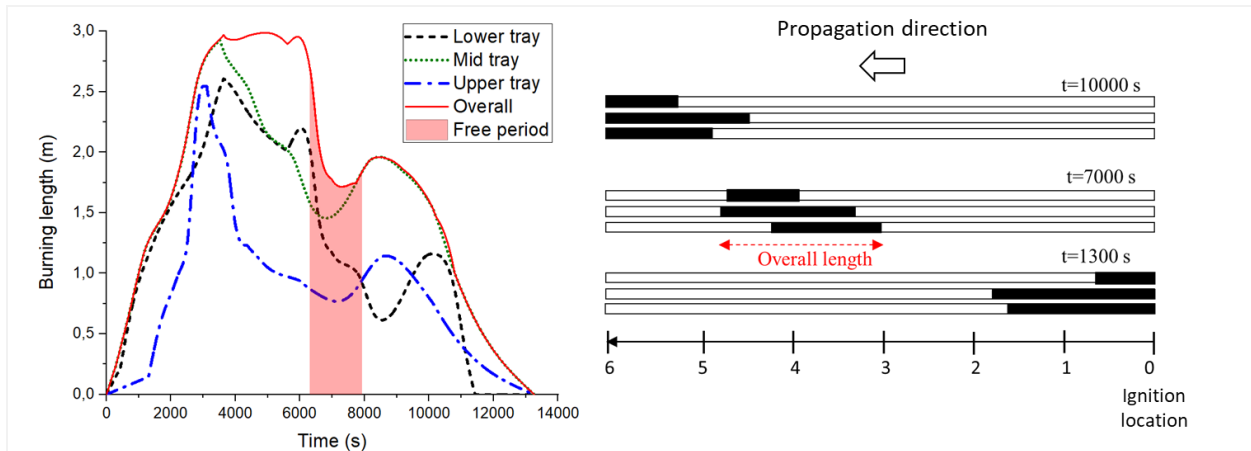 3,0
2,5
2,0
1,5
1,0
0,5
0,0
Burning length (m)
0
2000
4000
6000
8000
10000
12000
14000
Time (s)
Lower tray
Mid tray
Upper tray
Overall
Free period
Propagation direction
t=10000 s
t=7000 s
Overall length
t=1300 s
6
5
4
3
2
1
0
Ignition
location